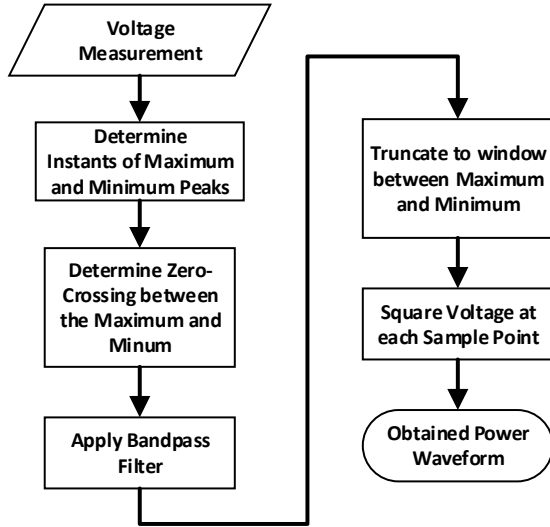 Voltage
Measurement
Determine
Instants of Maximum
and Minimum Peaks
Determine Zero-
Crossing between
the Maximum and
Minum
Apply Bandpass
Filter
Truncate to window
between Maximum
and Minimum
Square Voltage at
each Sample Point
Obtained Power
Waveform